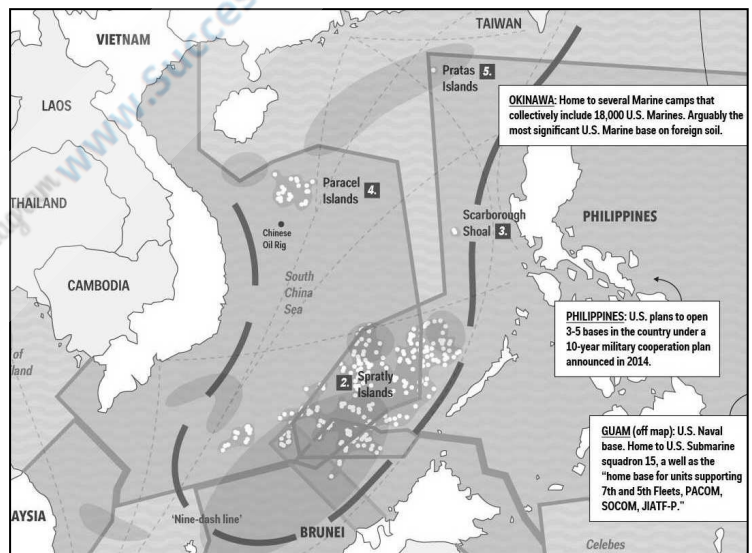 TAIWAN
VIETNAM
Pratas 5.
Islands
LAOS
OKINAWA: Home to several Marine camps that
collectively include 18,000 U.S. Marines. Arguably the
most significant U.S. Marine base on foreign soil.
www.Succes
THAILAND
Paracel
Islands 4.
Scarborough
Shoal 3.
PHILIPPINES
Chinese
Oil Rig
South
China
Sea
CAMBODIA
PHILIPPINES: U.S. plans to open
3-5 bases in the country under a
10-year military cooperation plan
announced in 2014.
of
land
2. Spratly
Islands
GUAM (off map): U.S. Naval
base. Home to U.S. Submarine
squadron 15, a well as the
“home base for units supporting
7th and 5th Fleets, PACOM,
SOCOM, JIATF-P.”
AYSIA
‘Nine-dash line’
BRUNEI
Celebes